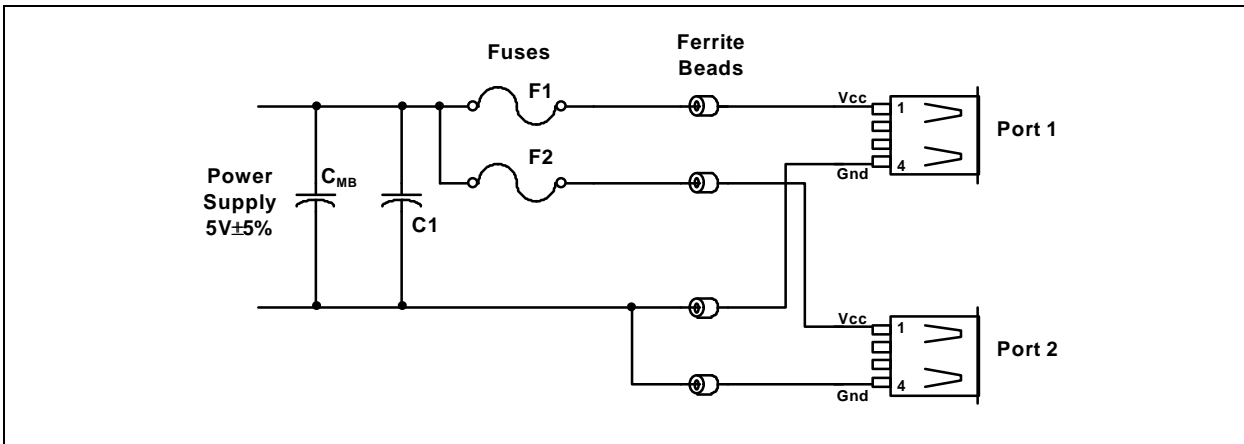 Fuses
Ferrite
Beads
F1
Vcc
1
Port 1
4
Gnd
F2
Power
Supply
5V±5%
CMB
C1
Vcc
1
Port 2
4
Gnd